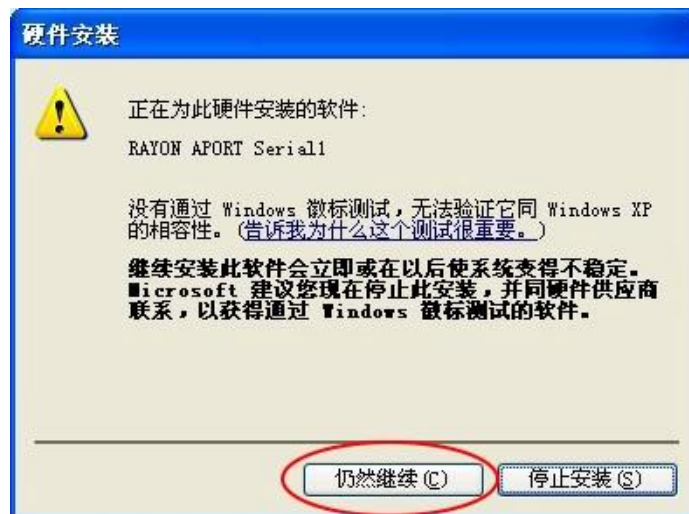 硬件安装
正在为此硬件安装的软件:
RAYON APORT Serial1
没有通过 Windows 徽标测试，无法验证它同 Windows XP
的相容性。(告诉我为什么这个测试很重要。)
继续安装此软件会立即或在以后使系统变得不稳定。
Microsoft 建议您现在停止此安装，并同硬件供应商
联系，以获得通过 Windows 徽标测试的软件。
仍然继续(C)
停止安装(S)